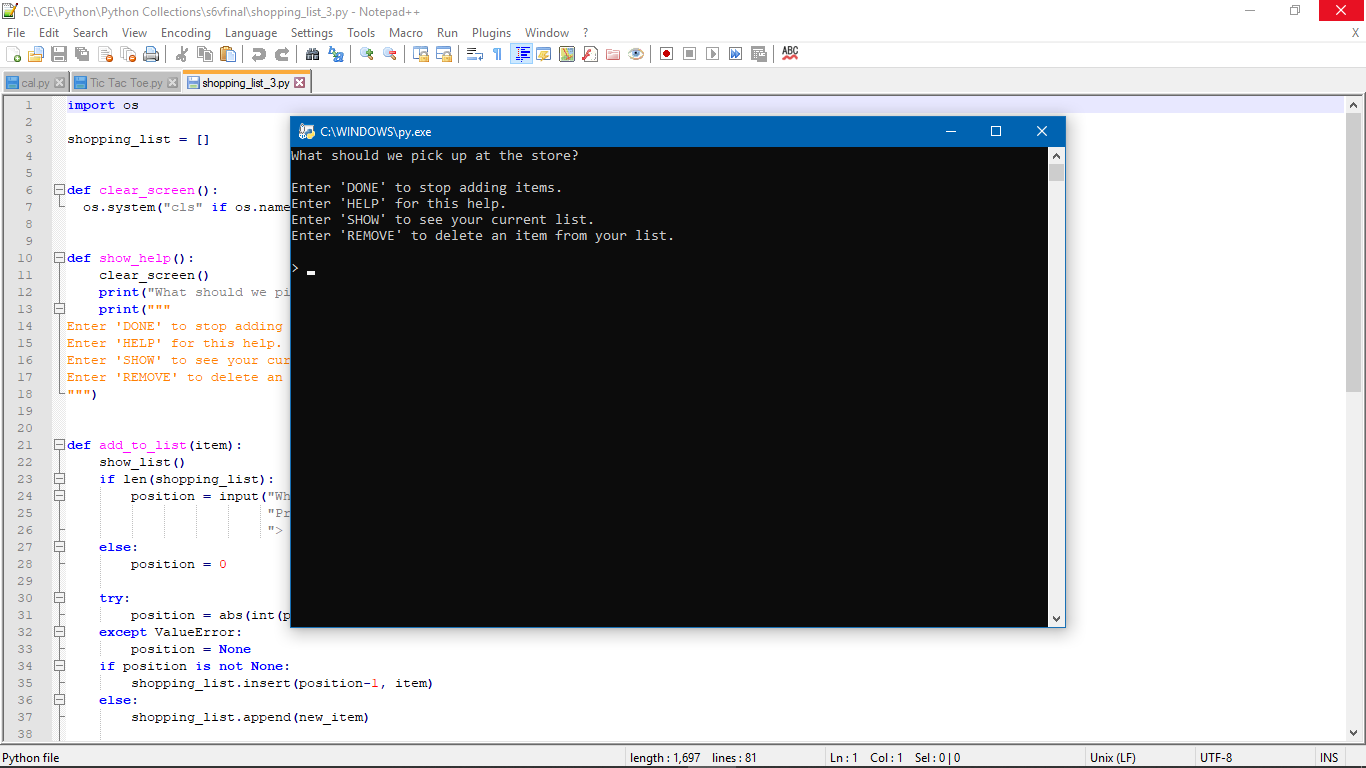 D:\CE\Python\Python Collections\s6vfinal\shopping_list_3.py - Notepad++
File Edit Search View Encoding Language Settings Tools Macro Run Plugins Window ? X
ABC
cal.py Tic Tac Toe.py shopping_list_3.py
1 import os
2
3 shopping_list = []
4
5
6 def clear_screen():
7 os.system("cls" if os.name
8
9
10 def show_help():
11 clear_screen()
12 print("What should we pi
13 print("""
14 Enter 'DONE' to stop adding
15 Enter 'HELP' for this help.
16 Enter 'SHOW' to see your cur
17 Enter 'REMOVE' to delete an
18 """)
19
20
21 def add_to_list(item):
22 show_list()
23 if len(shopping_list):
24 position = input("Wh
25 "Pr
26 ">
27 else:
28 position = 0
29
30 try:
31 position = abs(int(p
32 except ValueError:
33 position = None
34 if position is not None:
35 shopping_list.insert(position-1, item)
36 else:
37 shopping_list.append(new_item)
38
C:\WINDOWS\py.exe
What should we pick up at the store?
Enter 'DONE' to stop adding items.
Enter 'HELP' for this help.
Enter 'SHOW' to see your current list.
Enter 'REMOVE' to delete an item from your list.
> _
Python file length : 1,697 lines : 81 Ln : 1 Col : 1 Sel : 0 | 0 Unix (LF) UTF-8 INS